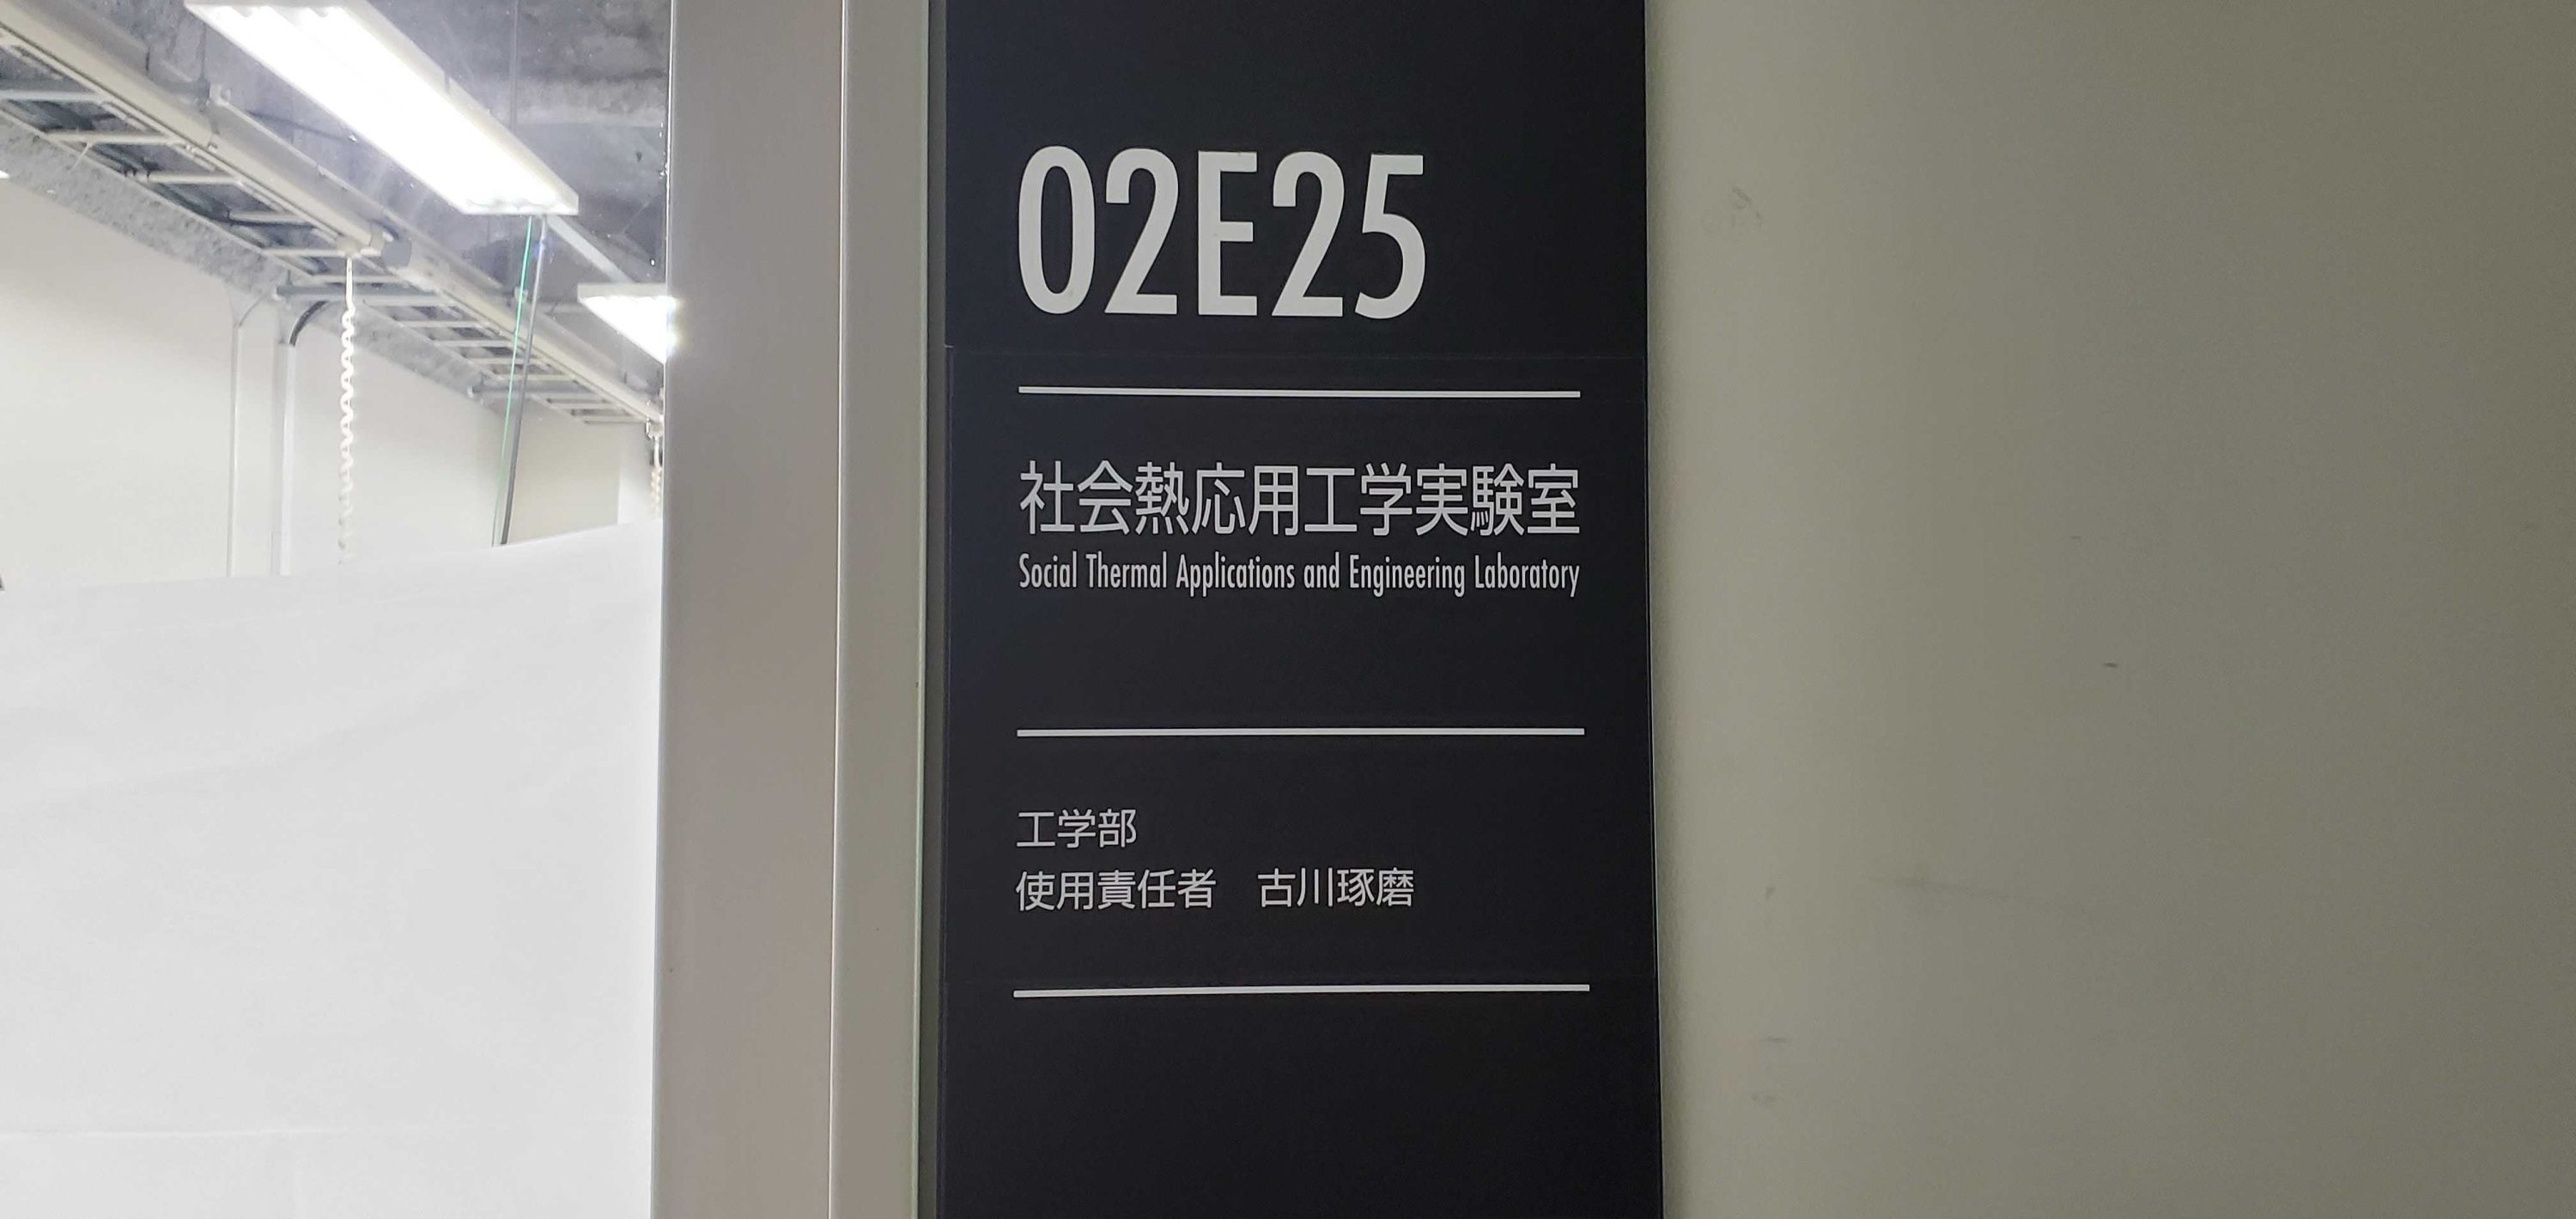 02E25
社会熱応用工学実験室
Social Thermal Applications and Engineering Laboratory
工学部
使用責任者　古川琢磨